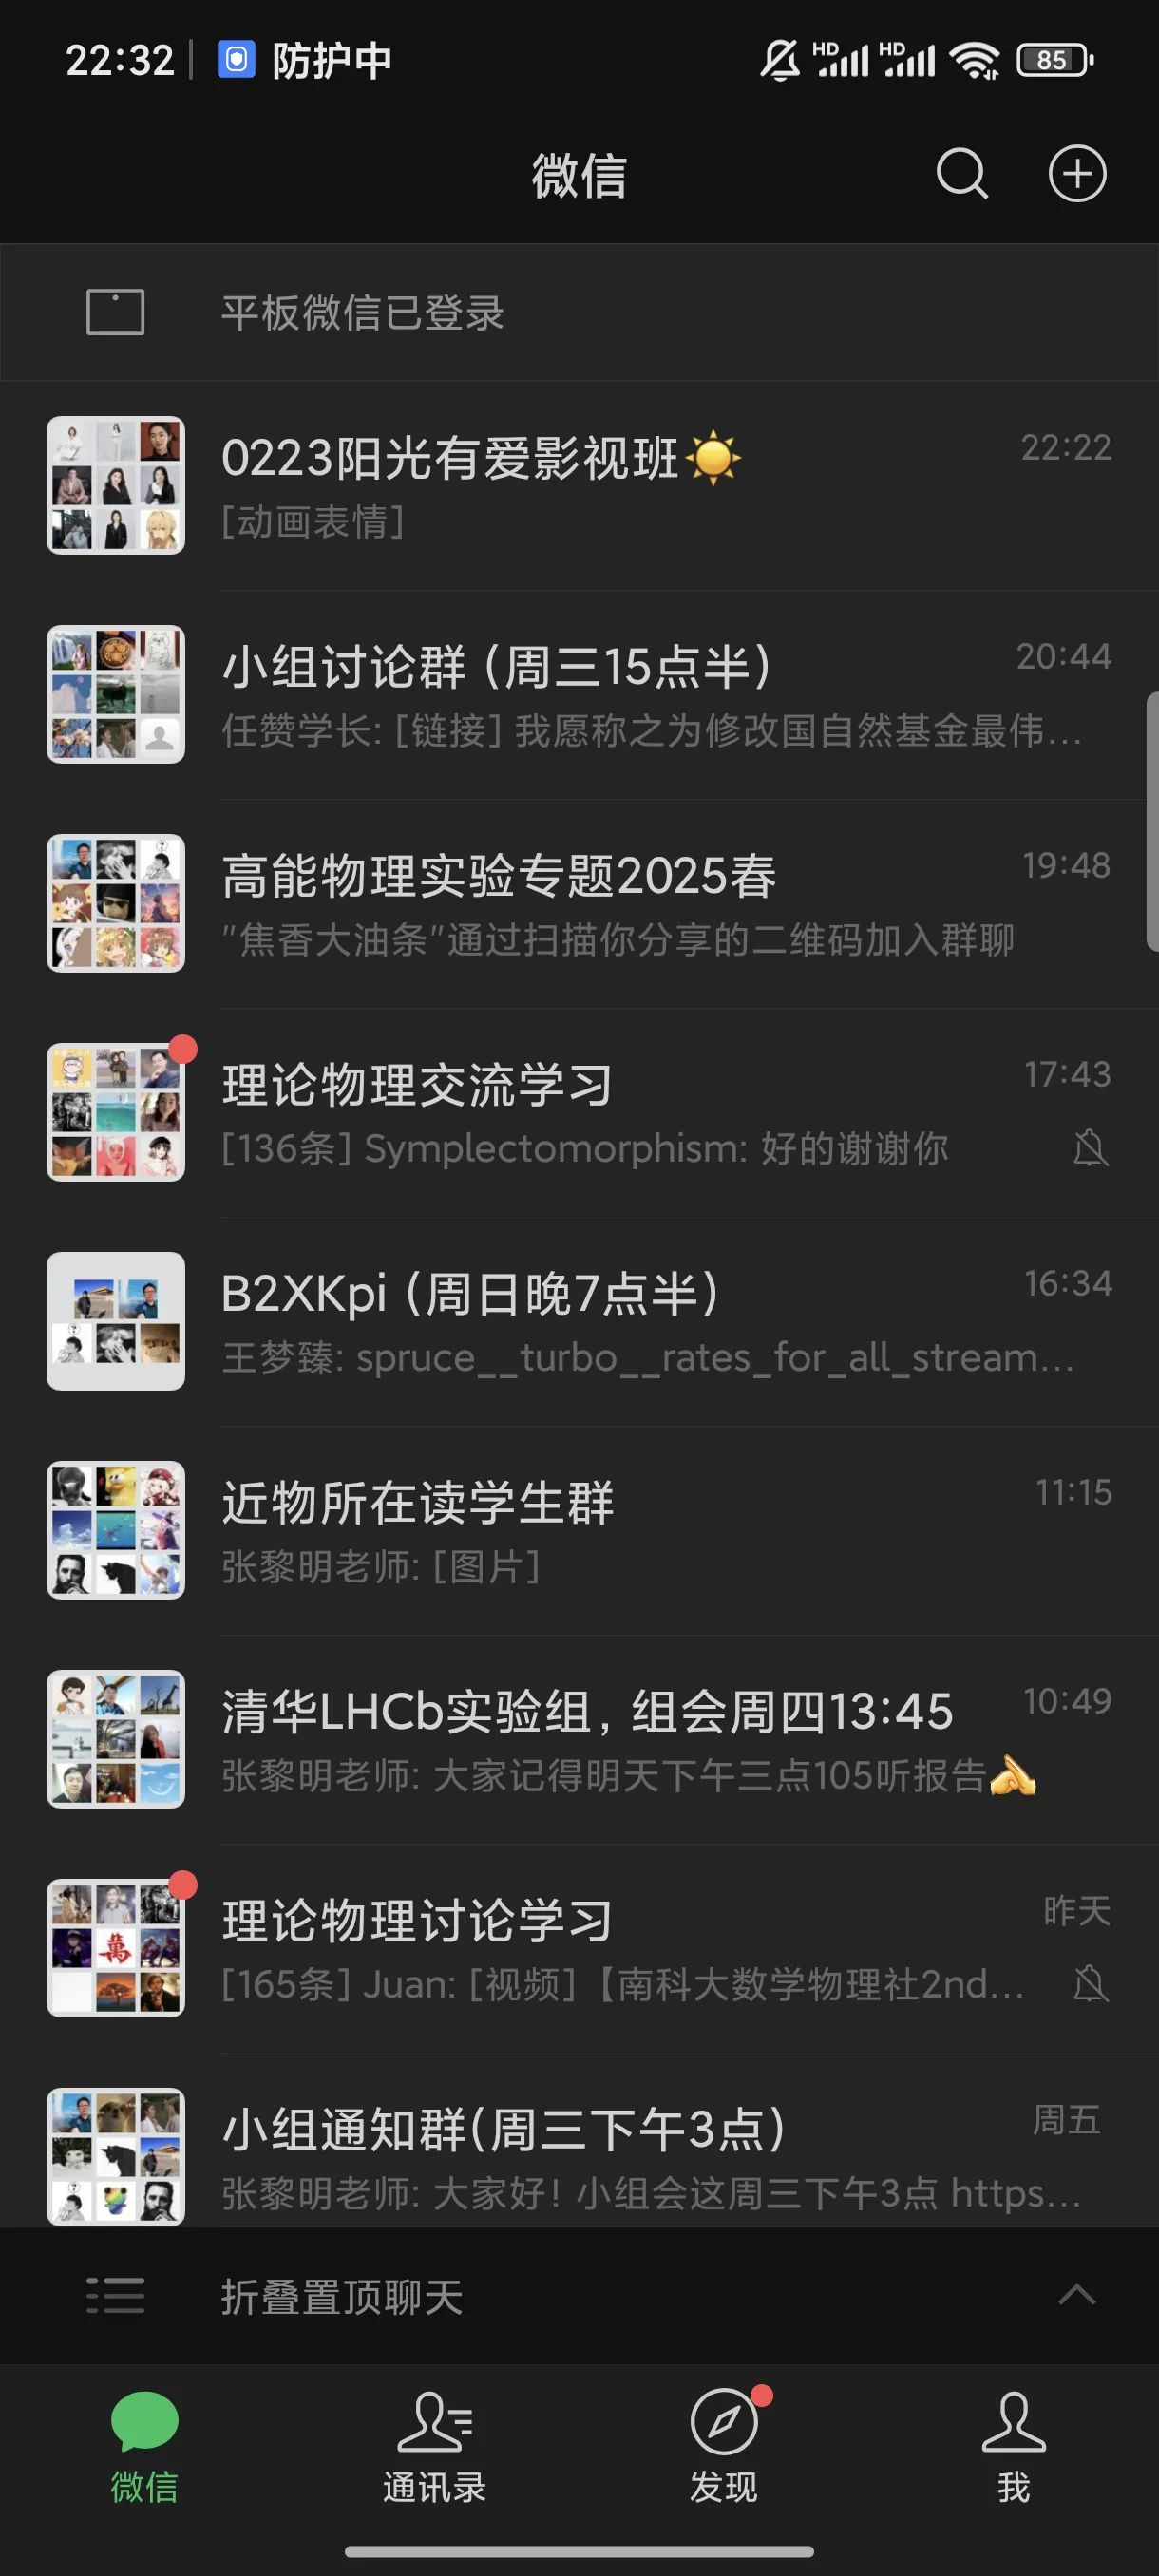 22:32 防护中 HD HD 85
微信
平板微信已登录
0223阳光有爱影视班☀️ 22:22
[动画表情]
小组讨论群（周三15点半） 20:44
任赞学长: [链接] 我愿称之为修改国自然基金最伟…
高能物理实验专题2025春 19:48
"焦香大油条"通过扫描你分享的二维码加入群聊
理论物理交流学习 17:43
[136条] Symplectomorphism: 好的谢谢你
B2XKpi（周日晚7点半） 16:34
王梦臻: spruce__turbo__rates_for_all_stream…
近物所在读学生群 11:15
张黎明老师: [图片]
清华LHCb实验组，组会周四13:45 10:49
张黎明老师: 大家记得明天下午三点105听报告
理论物理讨论学习 昨天
[165条] Juan: [视频]【南科大数学物理社2nd…
小组通知群(周三下午3点) 周五
张黎明老师: 大家好！小组会这周三下午3点 https…
折叠置顶聊天
微信 通讯录 发现 我